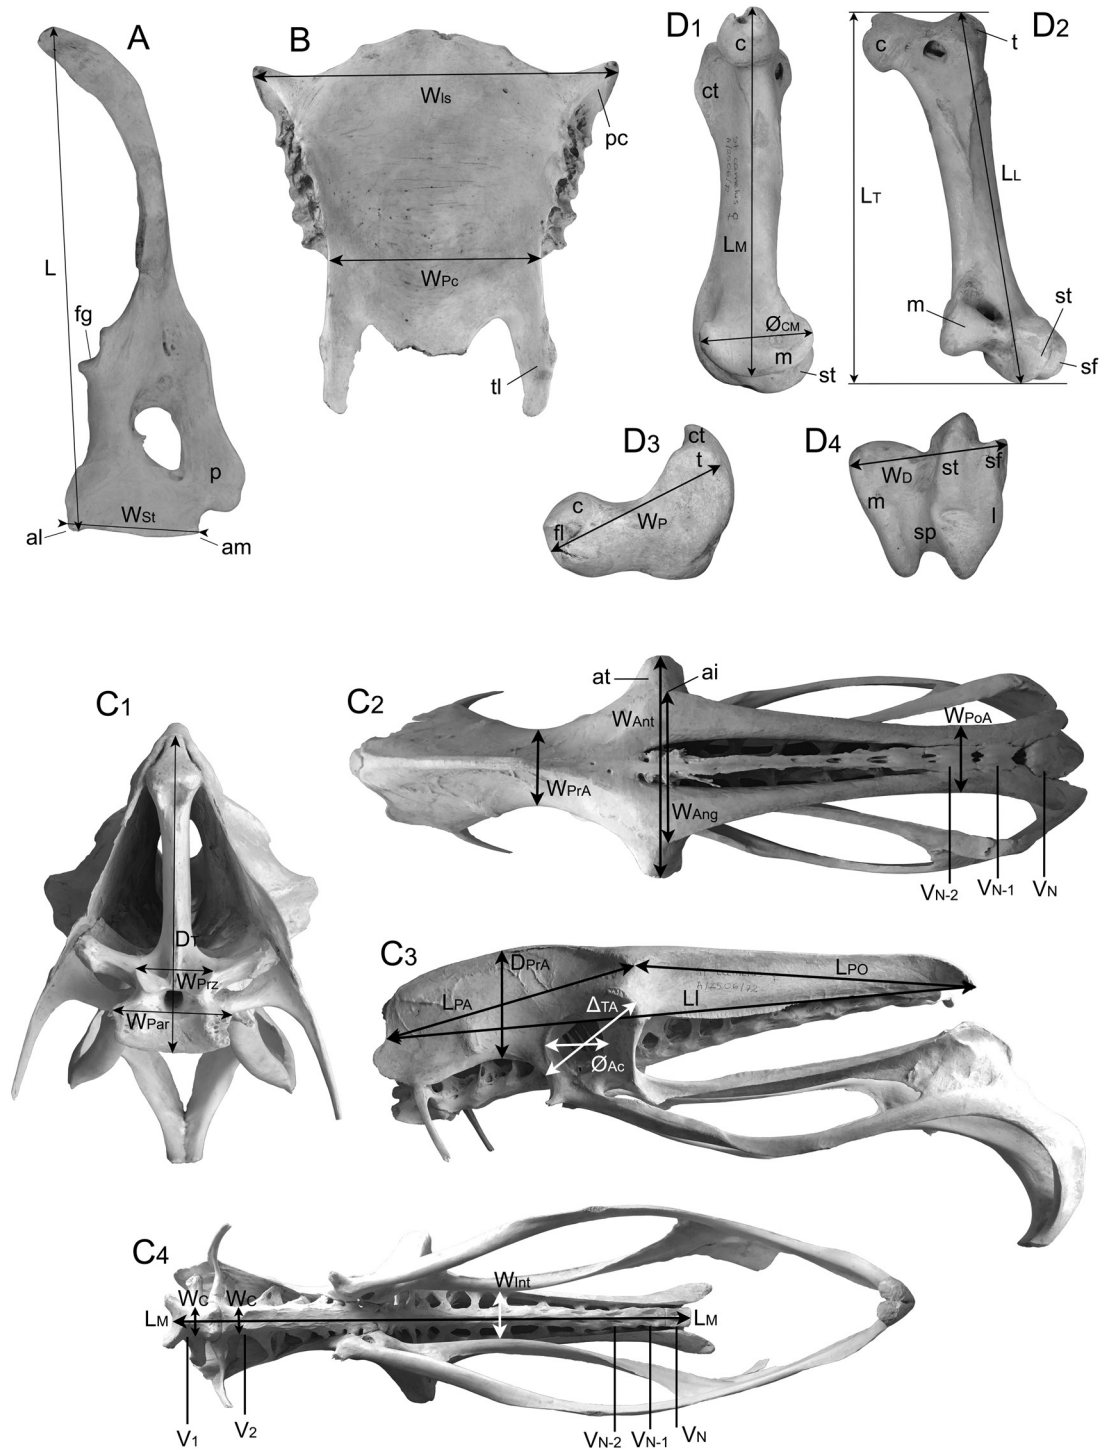 A
L
fg
p
WSt
al
am
B
WIs
pc
WPc
tl
D1
c
ct
LM
ØCM
m
st
D2
c
t
LT
LL
m
st
sf
D3
ct
t
c
WP
fl
D4
WD
st
sf
m
l
sp
C1
DT
WPrz
WPar
C2
at
ai
WAnt
WPoA
WPrA
WAng
VN-2
VN-1
VN
C3
DPrA
LPA
LPO
LI
ΔTA
ØAc
C4
WC
WC
WInt
LM
LM
V1
V2
VN-2
VN-1
VN